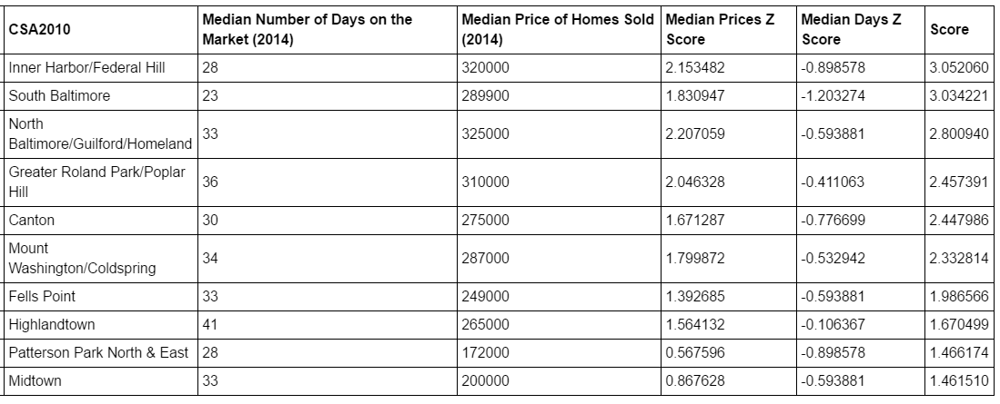 CSA2010 Median Number of Days on the Market (2014) Median Price of Homes Sold (2014) Median Prices Z Score Median Days Z Score Score
Inner Harbor/Federal Hill 28 320000 2.153482 -0.898578 3.052060
South Baltimore 23 289900 1.830947 -1.203274 3.034221
North Baltimore/Guilford/Homeland 33 325000 2.207059 -0.593881 2.800940
Greater Roland Park/Poplar Hill 36 310000 2.046328 -0.411063 2.457391
Canton 30 275000 1.671287 -0.776699 2.447986
Mount Washington/Coldspring 34 287000 1.799872 -0.532942 2.332814
Fells Point 33 249000 1.392685 -0.593881 1.986566
Highlandtown 41 265000 1.564132 -0.106367 1.670499
Patterson Park North & East 28 172000 0.567596 -0.898578 1.466174
Midtown 33 200000 0.867628 -0.593881 1.461510